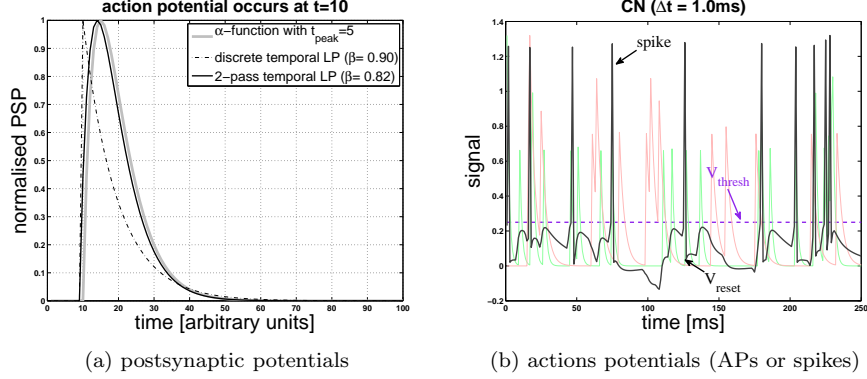 action potential occurs at t=10
α−function with t_peak=5
discrete temporal LP (β= 0.90)
2−pass temporal LP (β= 0.82)
normalised PSP
1
0.9
0.8
0.7
0.6
0.5
0.4
0.3
0.2
0.1
0
0 10 20 30 40 50 60 70 80 90 100
time [arbitrary units]
(a) postsynaptic potentials
CN (Δt = 1.0ms)
spike
V_thresh
V_reset
signal
1.4
1.2
1
0.8
0.6
0.4
0.2
0
−0.2
0 50 100 150 200 250
time [ms]
(b) actions potentials (APs or spikes)